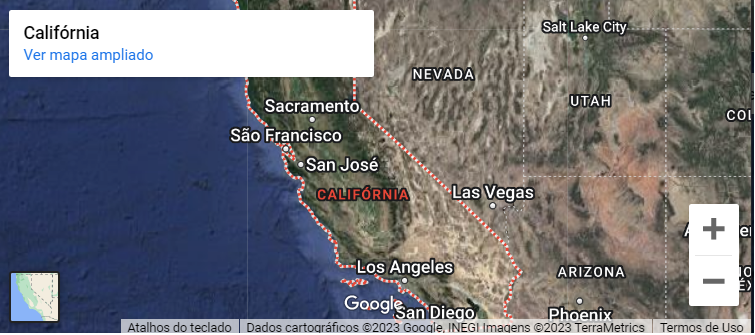 Califórnia
Ver mapa ampliado
Salt Lake City
NEVADA
UTAH
Sacramento
São Francisco
San José
CALIFÓRNIA
Las Vegas
Los Angeles
ARIZONA
Google
San Diego
Phoenix
Atalhos do teclado
Dados cartográficos ©2023 Google, INEGI Imagens ©2023 TerraMetrics
Termos de Uso